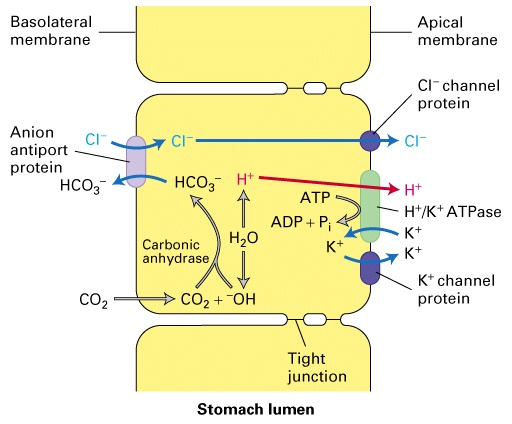 Basolateral
membrane
Apical
membrane
Cl⁻ channel
protein
Anion
antiport
protein
Cl⁻
Cl⁻
Cl⁻
HCO₃⁻
HCO₃⁻
H⁺
H⁺
ATP
ADP + Pᵢ
H⁺/K⁺ ATPase
K⁺
K⁺
K⁺
H₂O
Carbonic
anhydrase
CO₂
CO₂ + ⁻OH
K⁺ channel
protein
Tight
junction
Stomach lumen